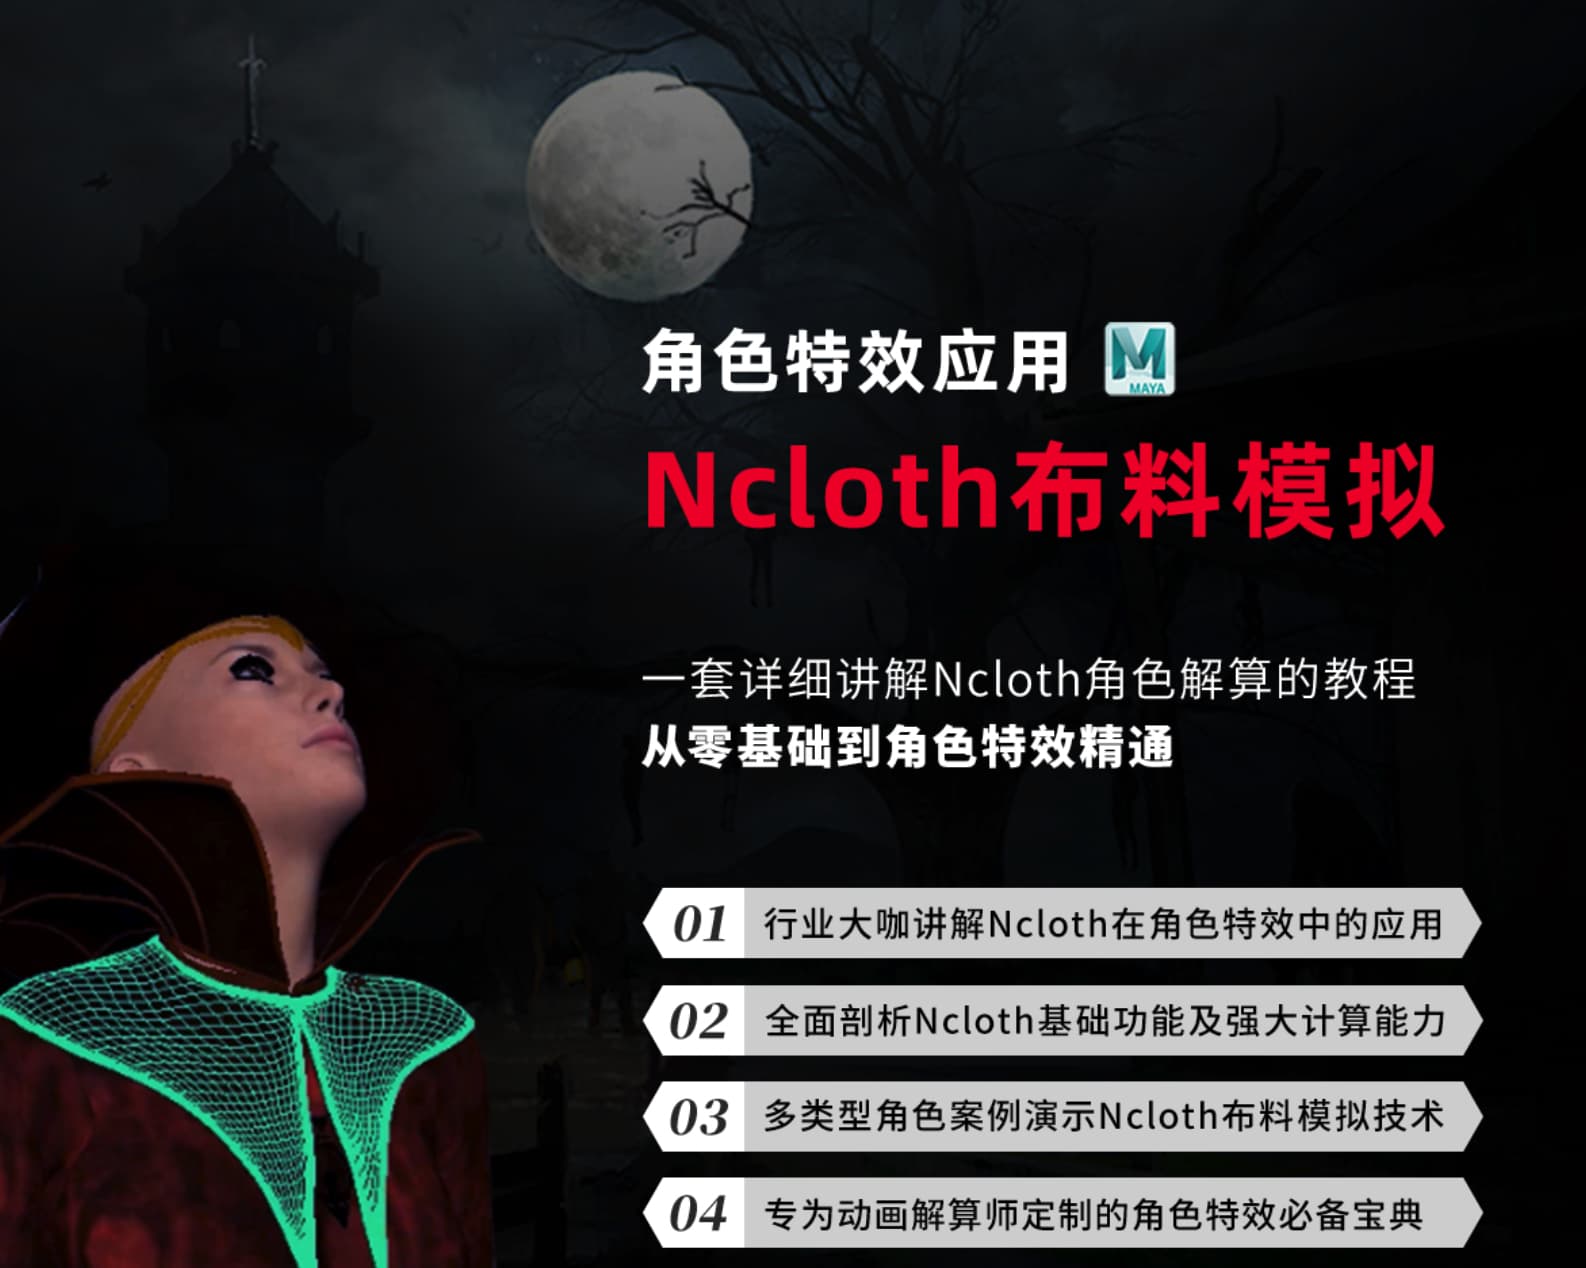 角色特效应用
MAYA
Ncloth布料模拟
一套详细讲解Ncloth角色解算的教程
从零基础到角色特效精通
01 行业大咖讲解Ncloth在角色特效中的应用
02 全面剖析Ncloth基础功能及强大计算能力
03 多类型角色案例演示Ncloth布料模拟技术
04 专为动画解算师定制的角色特效必备宝典